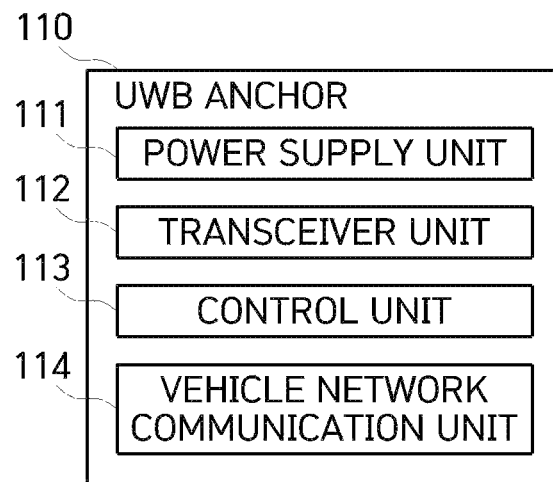 110
UWB ANCHOR
111
POWER SUPPLY UNIT
112
TRANSCEIVER UNIT
113
CONTROL UNIT
114
VEHICLE NETWORK
COMMUNICATION UNIT